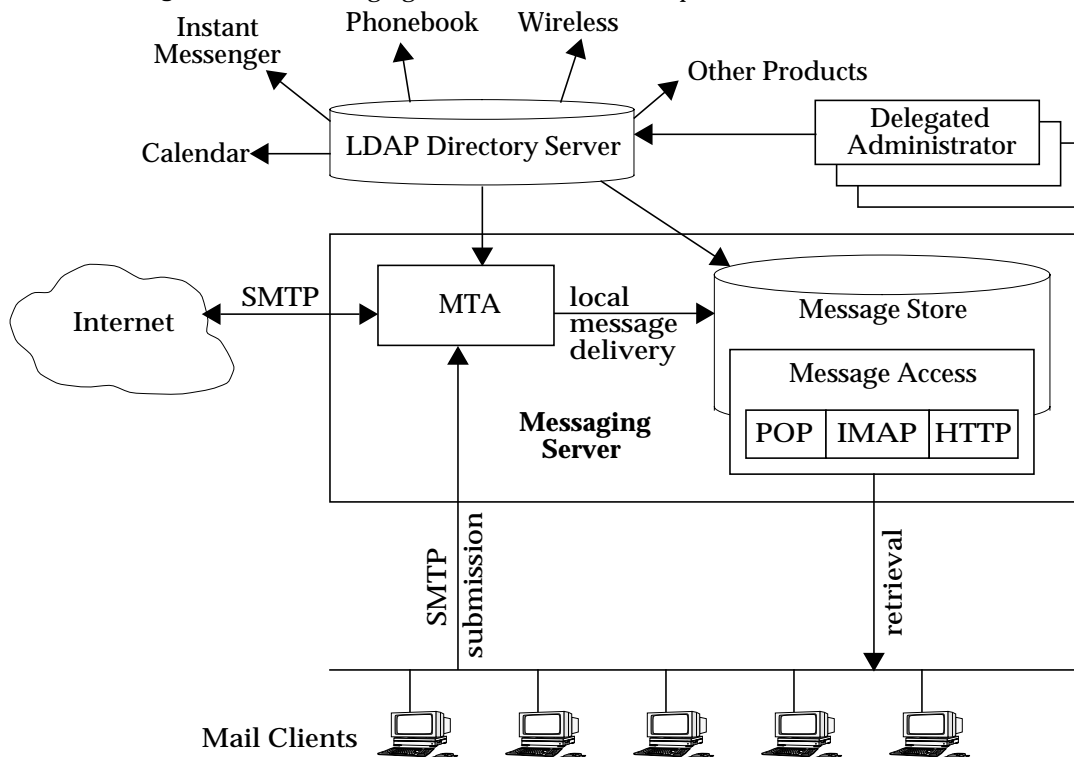 Instant
Messenger
Phonebook
Wireless
Other Products
Calendar
LDAP Directory Server
Delegated
Administrator
Internet
SMTP
MTA
local
message
delivery
Message Store
Message Access
POP
IMAP
HTTP
Messaging
Server
SMTP
submission
retrieval
Mail Clients